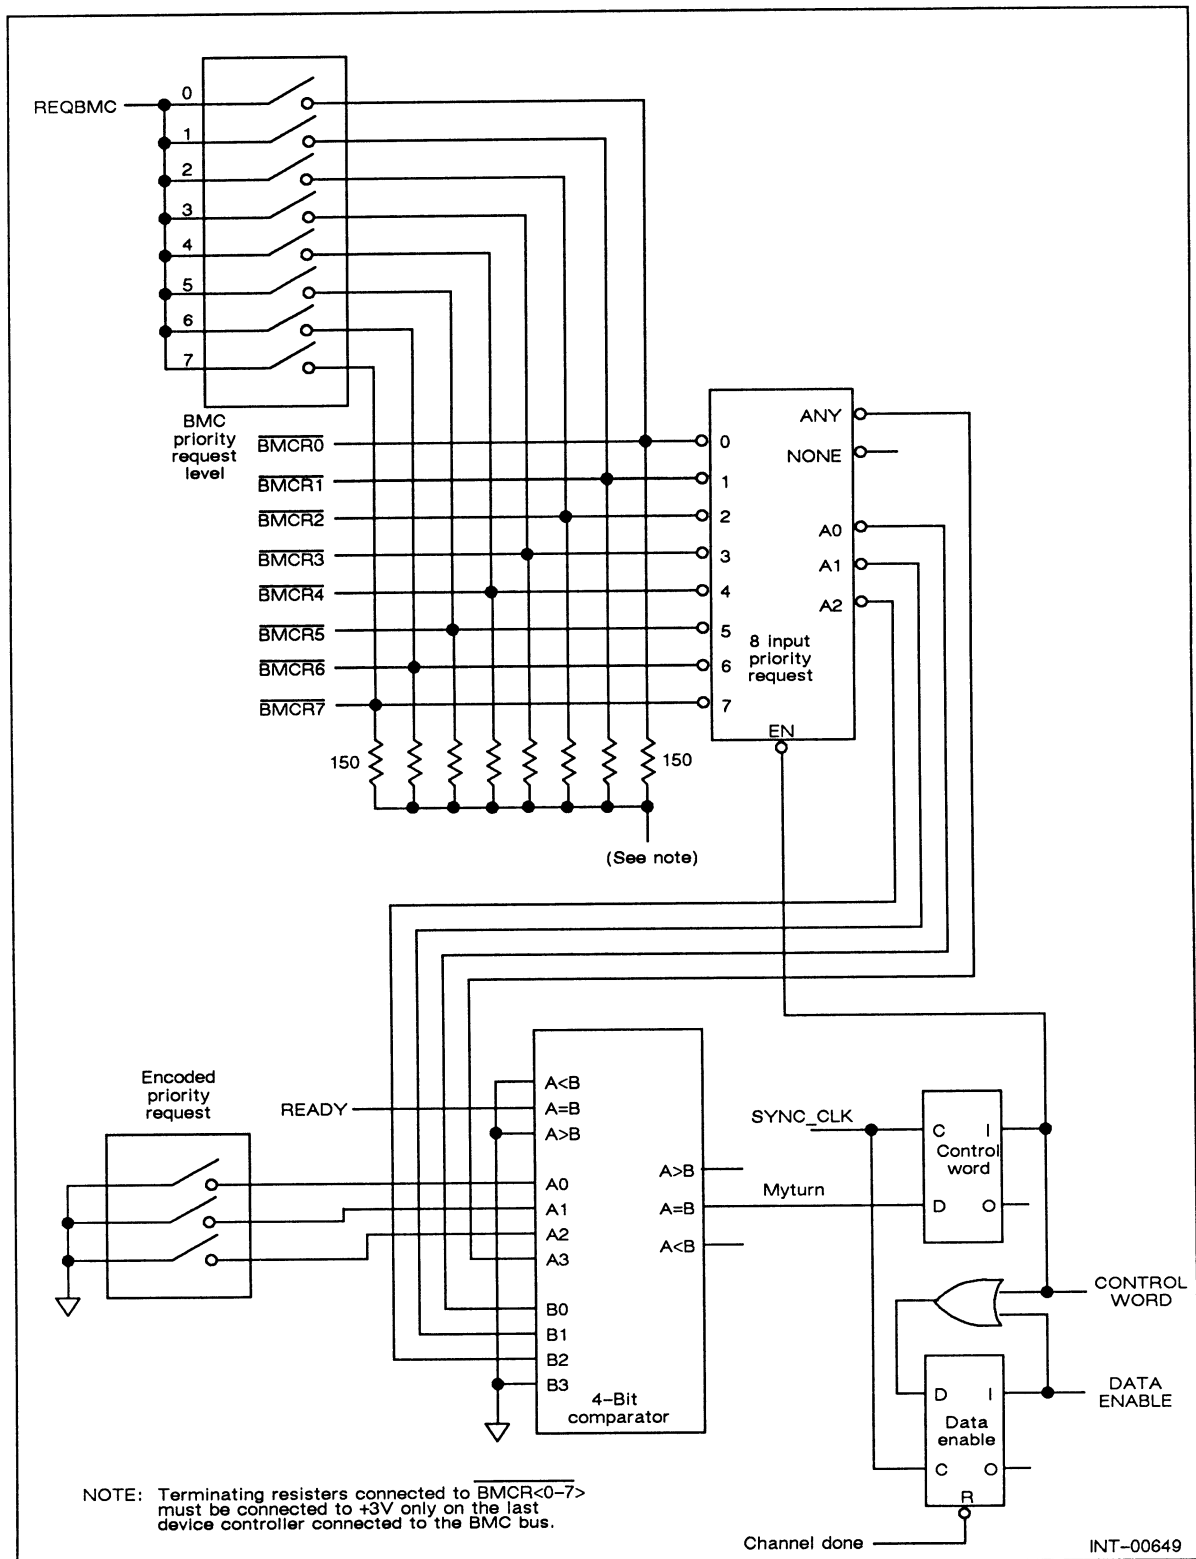 REQBMC
0
1
2
3
4
5
6
7
BMC
priority
request
level
BMCR0
BMCR1
BMCR2
BMCR3
BMCR4
BMCR5
BMCR6
BMCR7
0
1
2
3
4
5
6
7
ANY
NONE
A0
A1
A2
8 input
priority
request
EN
150
150
(See note)
Encoded
priority
request
READY
A<B
A=B
A>B
A0
A1
A2
A3
B0
B1
B2
B3
A>B
A=B
A<B
4-Bit
comparator
Myturn
SYNC_CLK
C I
Control
word
D O
CONTROL
WORD
D I
Data
enable
C O
R
DATA
ENABLE
Channel done
NOTE: Terminating resisters connected to BMCR<0-7>
must be connected to +3V only on the last
device controller connected to the BMC bus.
INT-00649